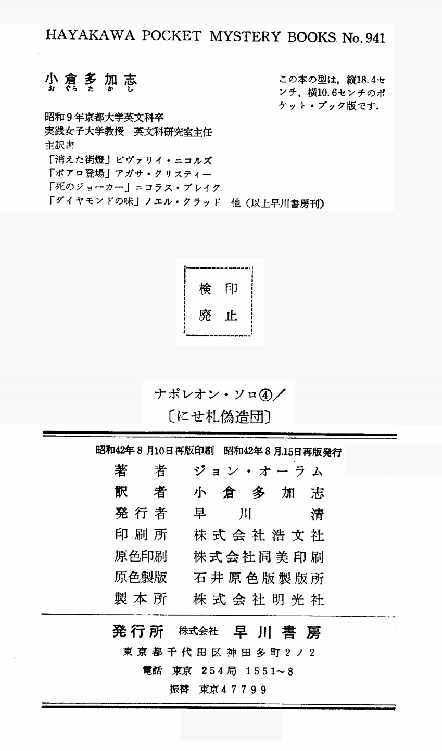 HAYAKAWA POCKET MYSTERY BOOKS No. 941
小倉多加志
おぐらたかし
この本の型は，縦18.4セ
ンチ，横10.6センチのポ
ケット・ブック版です．
昭和9年京都大学英文科卒
実践女子大学教授 英文科研究室主任
主訳書
『消えた街燈』ビヴァリイ・ニコルズ
『ポアロ登場』アガサ・クリスティー
『死のジョーカー』ニコラス・ブレイク
『ダイヤモンドの味』ノエル・クラッド 他（以上早川書房刊）
検印
廃止
ナポレオン・ソロ④／
〔にせ札偽造団〕
昭和42年8月10日再版印刷 昭和42年8月15日再版発行
著者 ジョン・オーラム
訳者 小倉多加志
発行者 早川清
印刷所 株式会社浩文社
原色印刷 株式会社同美印刷
原色製版 石井原色版製版所
製本所 株式会社明光社
発行所 株式会社 早川書房
東京都千代田区神田多町2ノ2
電話 東京 254局 1551〜8
振替 東京47799